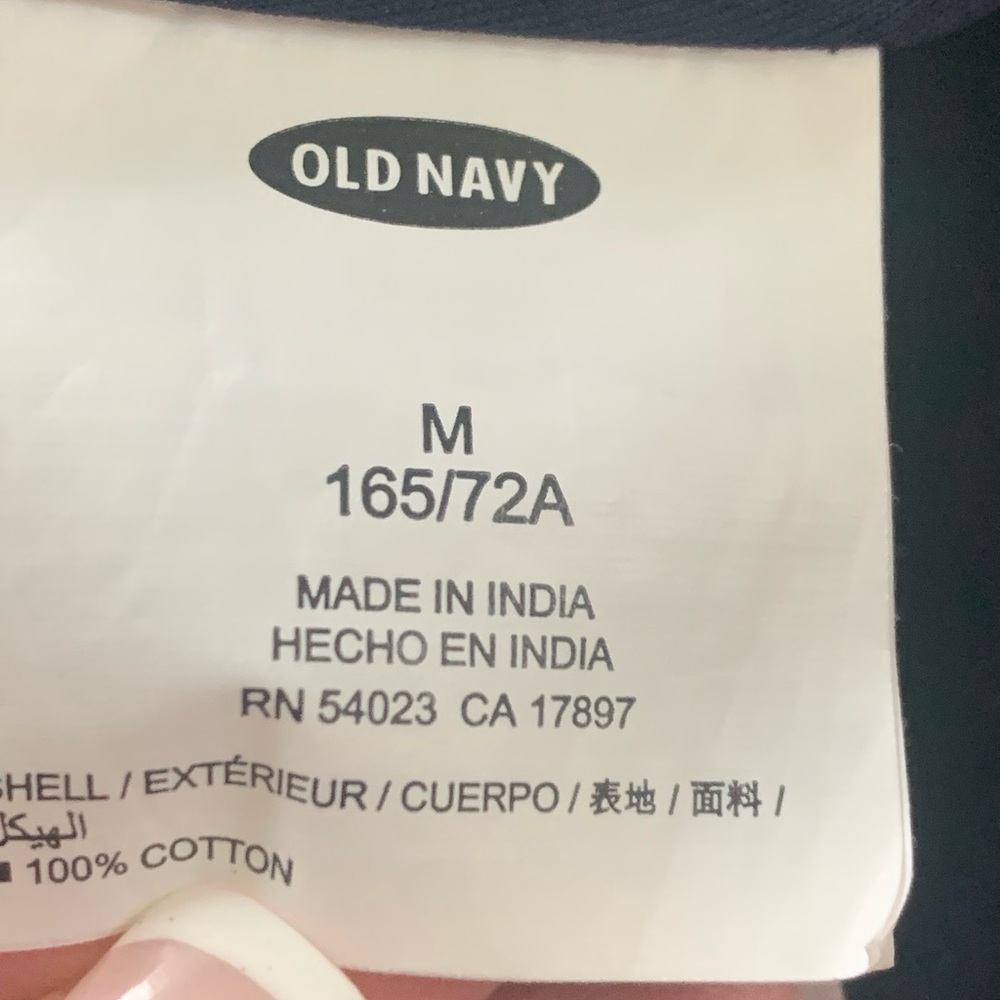 OLD NAVY
M
165/72A
MADE IN INDIA
HECHO EN INDIA
RN 54023 CA 17897
SHELL / EXTÉRIEUR / CUERPO / 表地 / 面料 /
الهيكل
100% COTTON